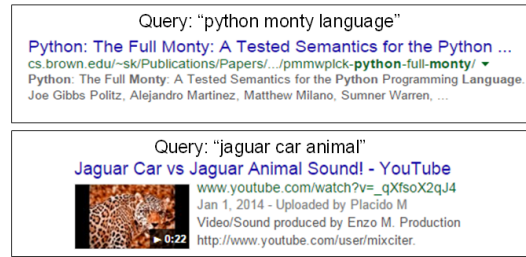 Query: “python monty language”
Python: The Full Monty: A Tested Semantics for the Python ...
cs.brown.edu/~sk/Publications/Papers/.../pmmwplck-python-full-monty/
Python: The Full Monty: A Tested Semantics for the Python Programming Language.
Joe Gibbs Politz, Alejandro Martinez, Matthew Milano, Sumner Warren, ...
Query: “jaguar car animal”
Jaguar Car vs Jaguar Animal Sound! - YouTube
www.youtube.com/watch?v=_qXfsoX2qJ4
Jan 1, 2014 - Uploaded by Placido M
Video/Sound produced by Enzo M. Production
0:22
http://www.youtube.com/user/mixciter.